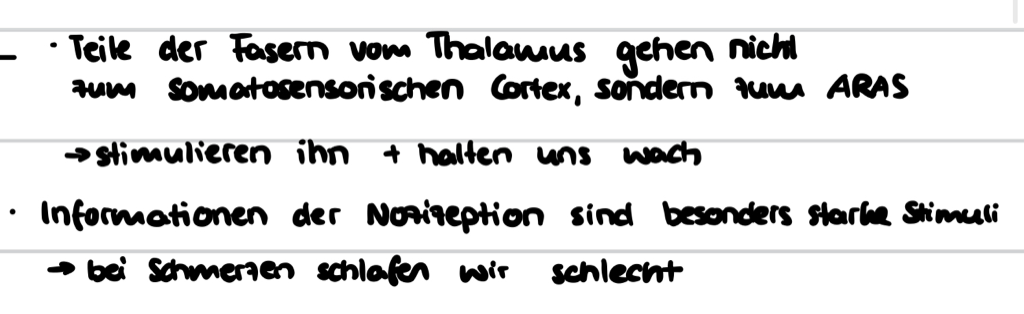 · Teile der Fasern vom Thalamus gehen nicht
zum somatosensorischen Cortex, sondern zum ARAS
→ stimulieren ihn + halten uns wach
· Informationen der Nozizeption sind besonders starke Stimuli
→ bei Schmerzen schlafen wir schlecht